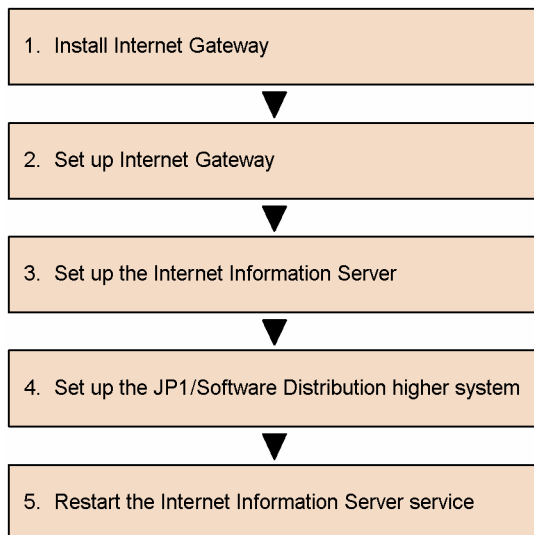 1. Install Internet Gateway
2. Set up Internet Gateway
3. Set up the Internet Information Server
4. Set up the JP1/Software Distribution higher system
5. Restart the Internet Information Server service